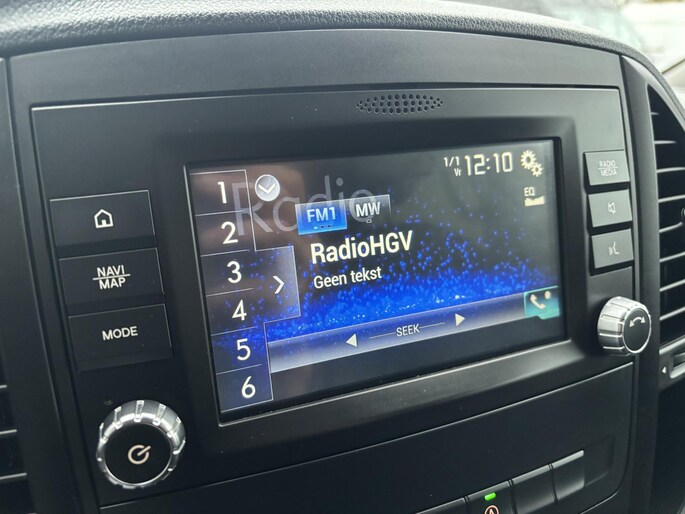 NAVI
MAP
MODE
1
2
3
4
5
6
Radio
FM1
MW
RadioHGV
Geen tekst
SEEK
1/1
Vr
12:10
EQ
RADIO
MEDIA
A